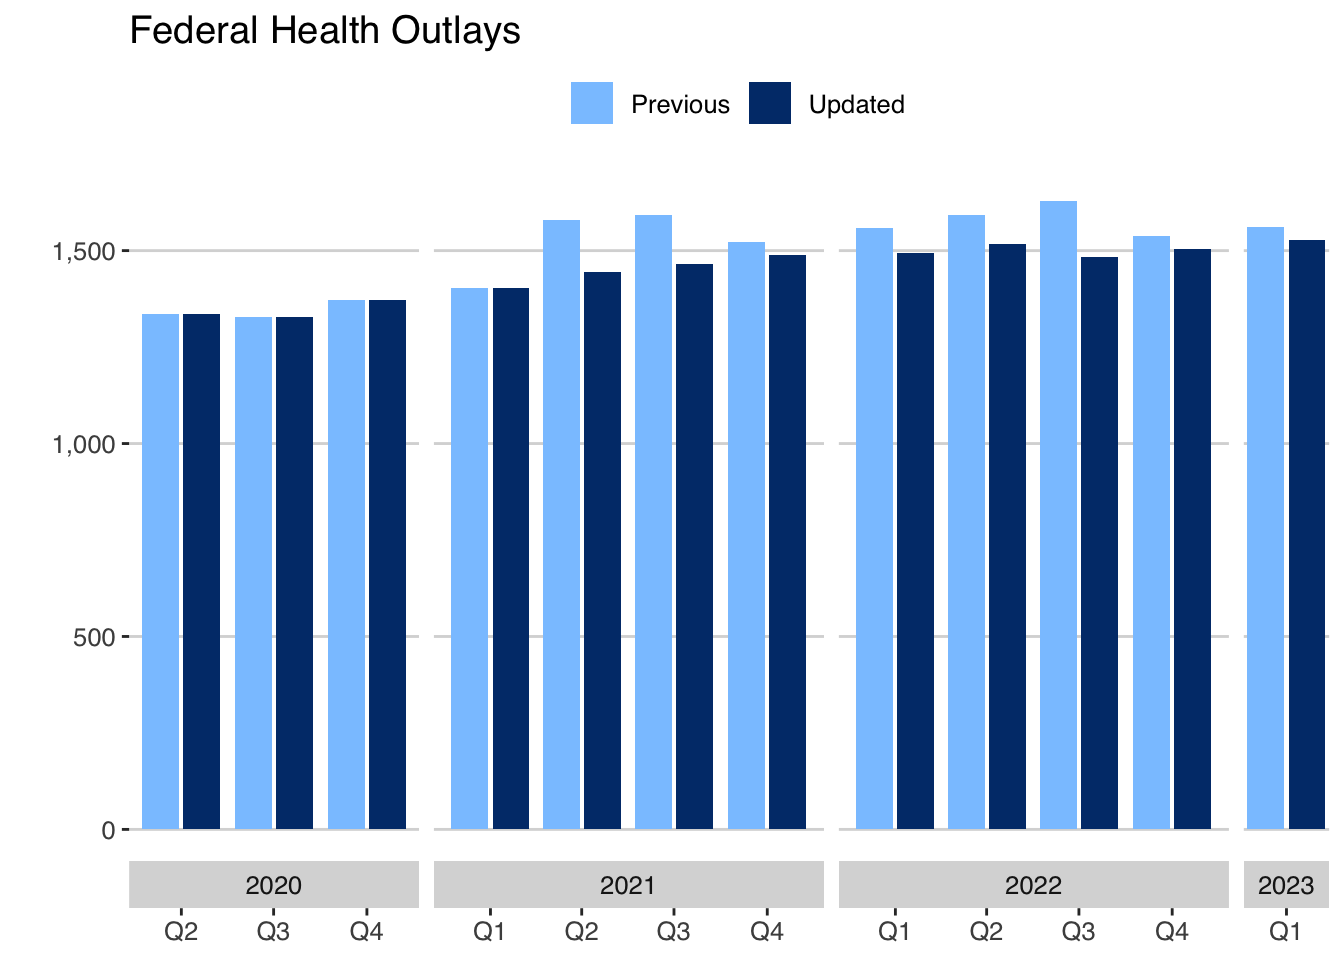 Federal Health Outlays
Previous Updated
1,500
1,000
500
0
2020 2021 2022 2023
Q2 Q3 Q4 Q1 Q2 Q3 Q4 Q1 Q2 Q3 Q4 Q1